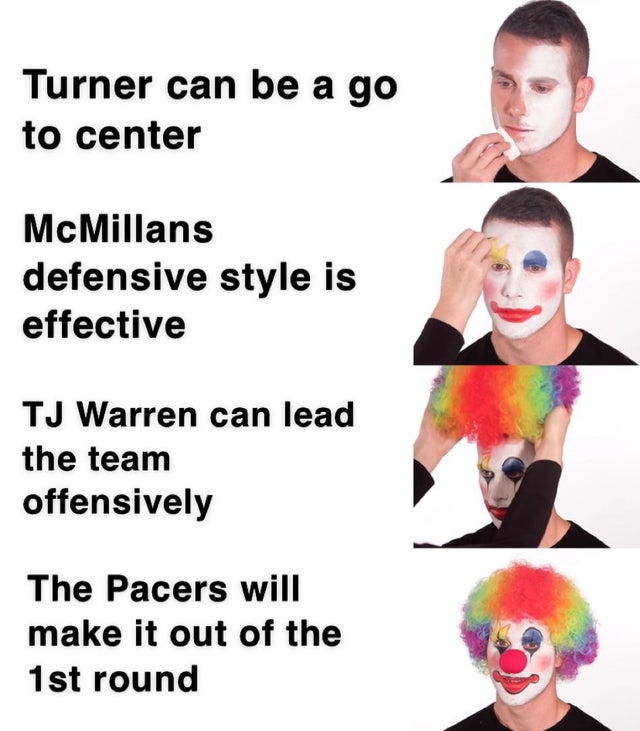 Turner can be a go
to center
McMillans
defensive style is
effective
TJ Warren can lead
the team
offensively
The Pacers will
make it out of the
1st round